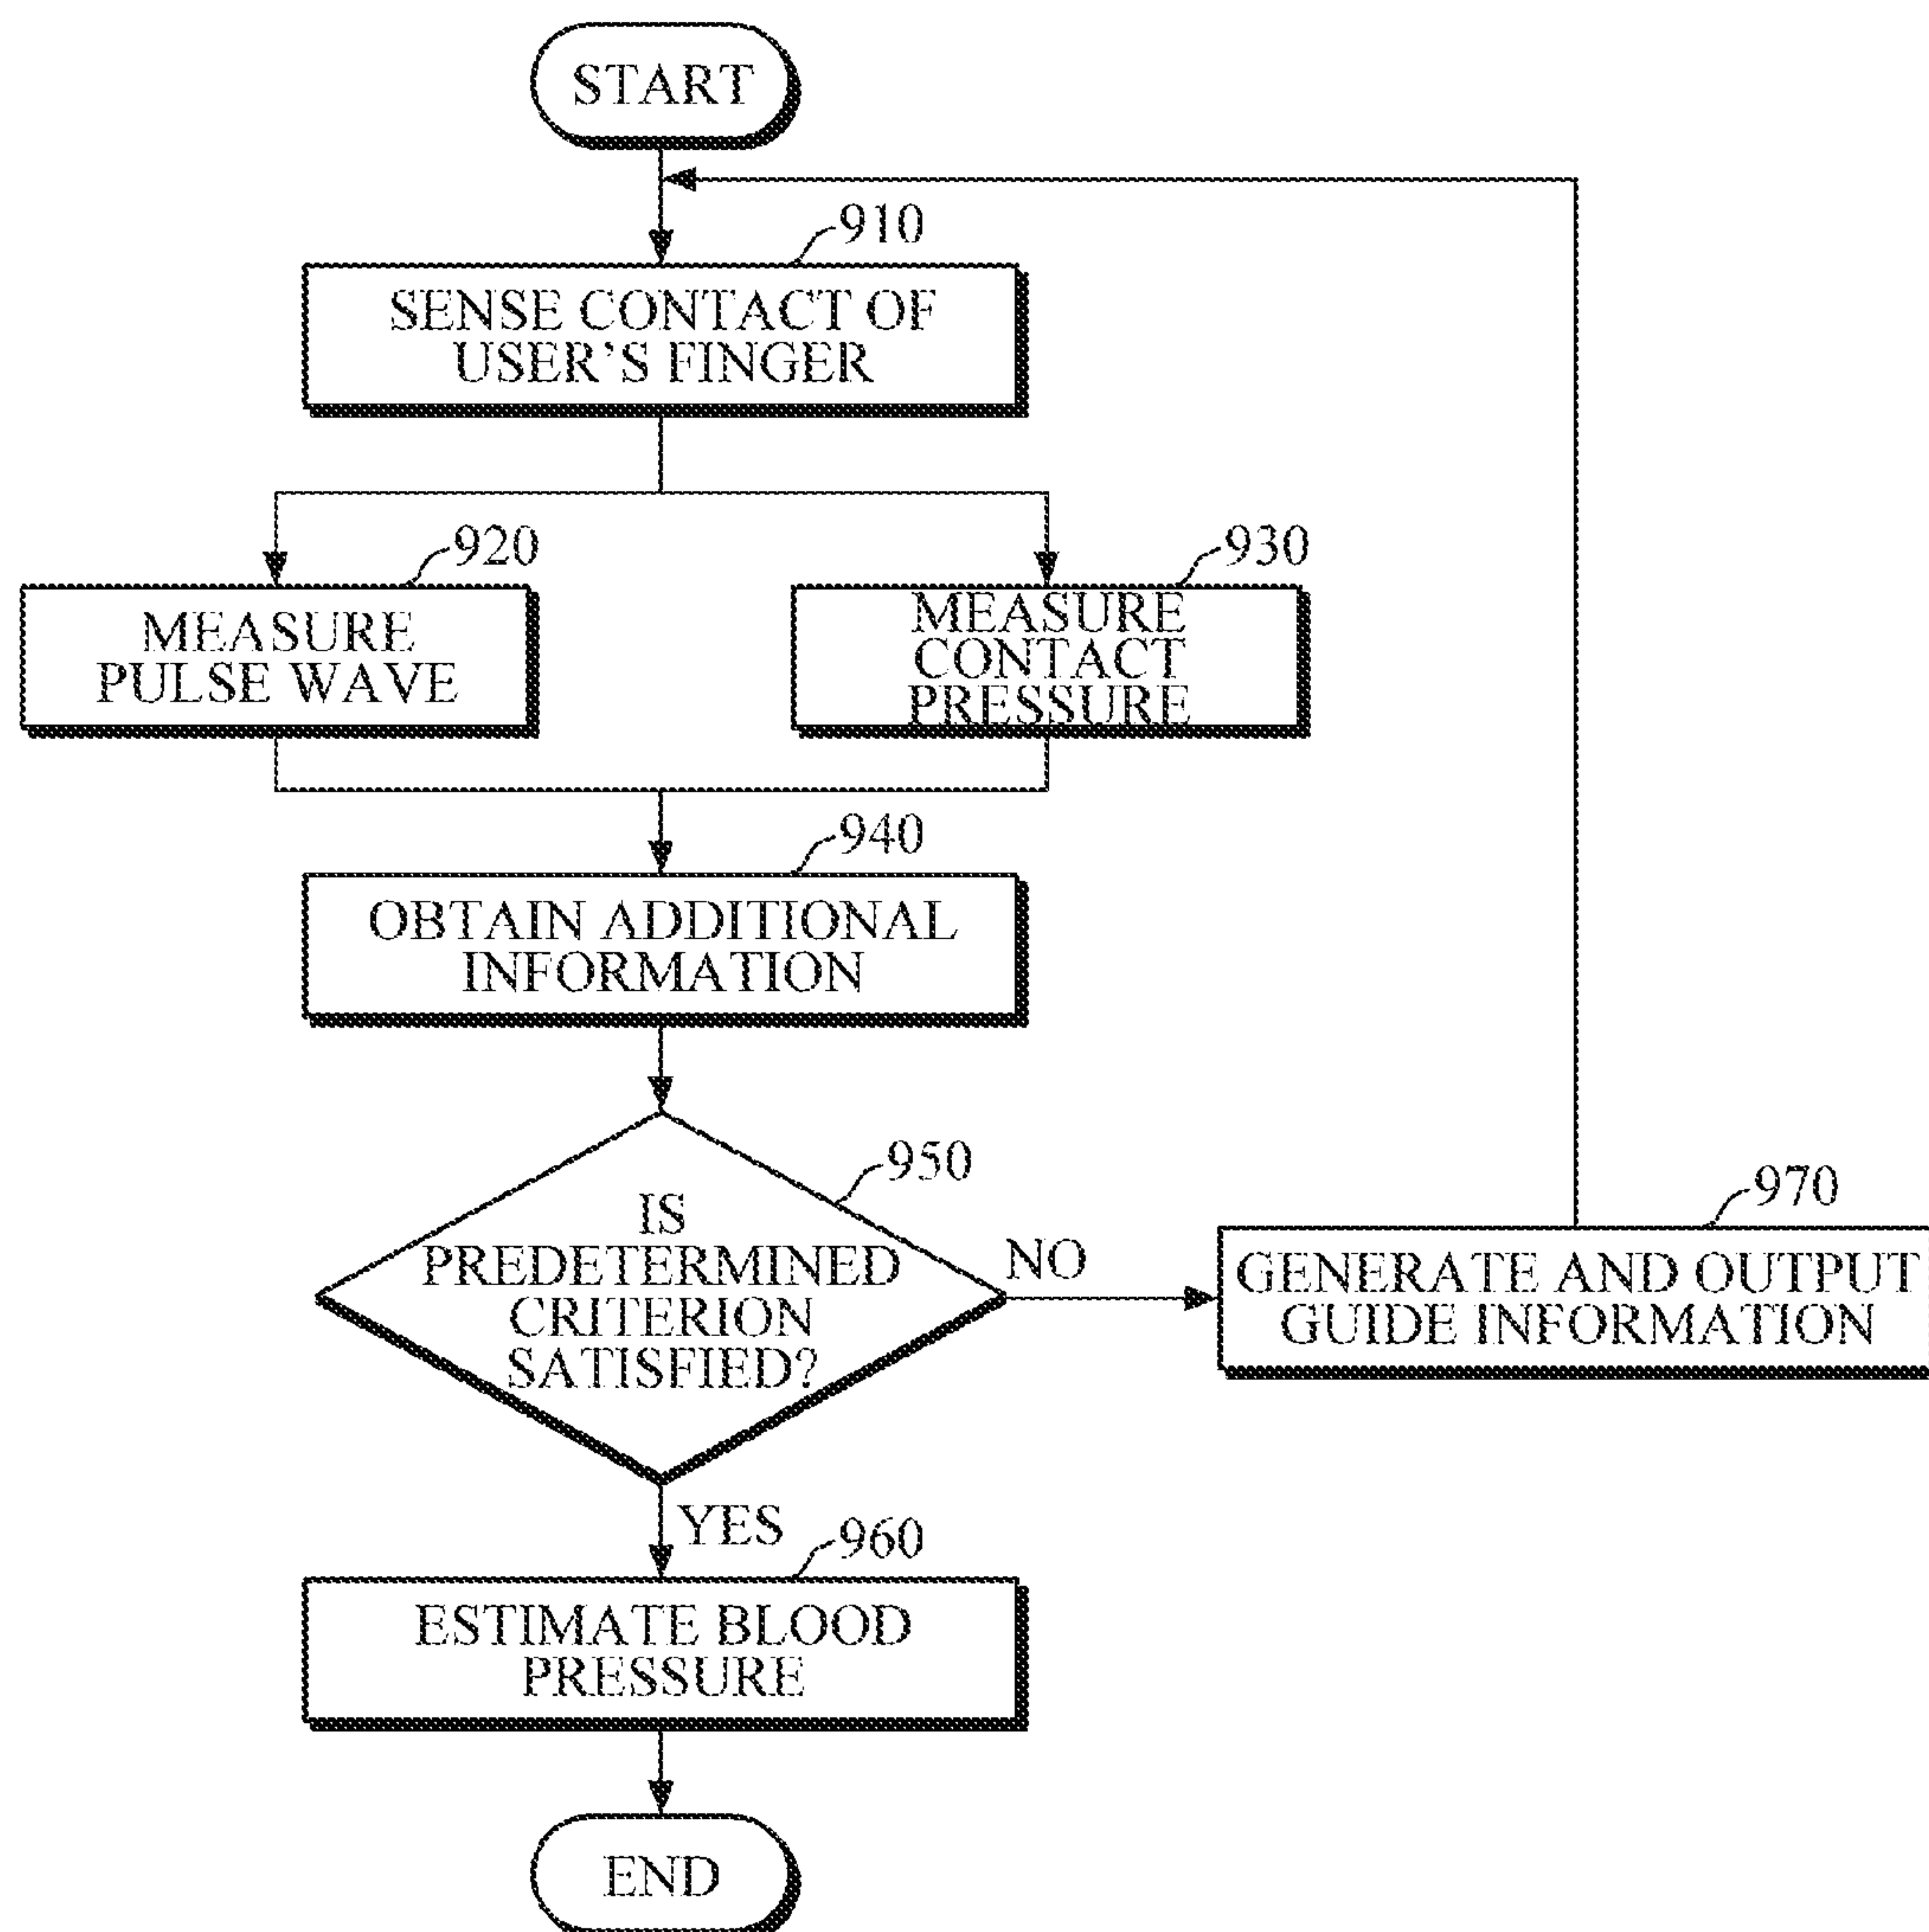 START
910
SENSE CONTACT OF
USER'S FINGER
920
MEASURE
PULSE WAVE
930
MEASURE
CONTACT
PRESSURE
940
OBTAIN ADDITIONAL
INFORMATION
950
IS
PREDETERMINED
CRITERION
SATISFIED?
NO
970
GENERATE AND OUTPUT
GUIDE INFORMATION
YES
960
ESTIMATE BLOOD
PRESSURE
END